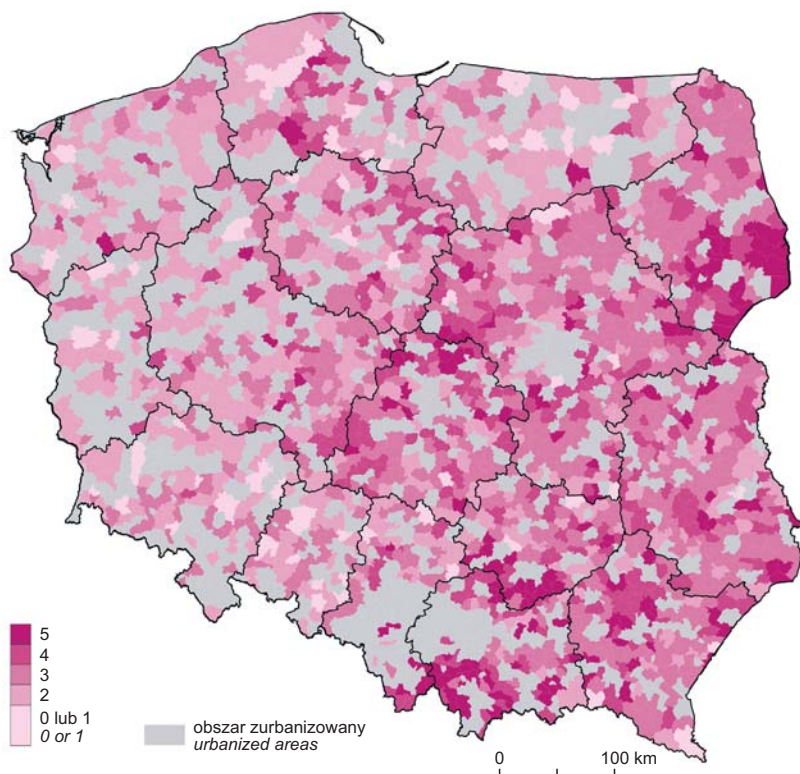 5
4
3
2
0 lub 1
0 or 1
obszar zurbanizowany
urbanized areas
0 100 km